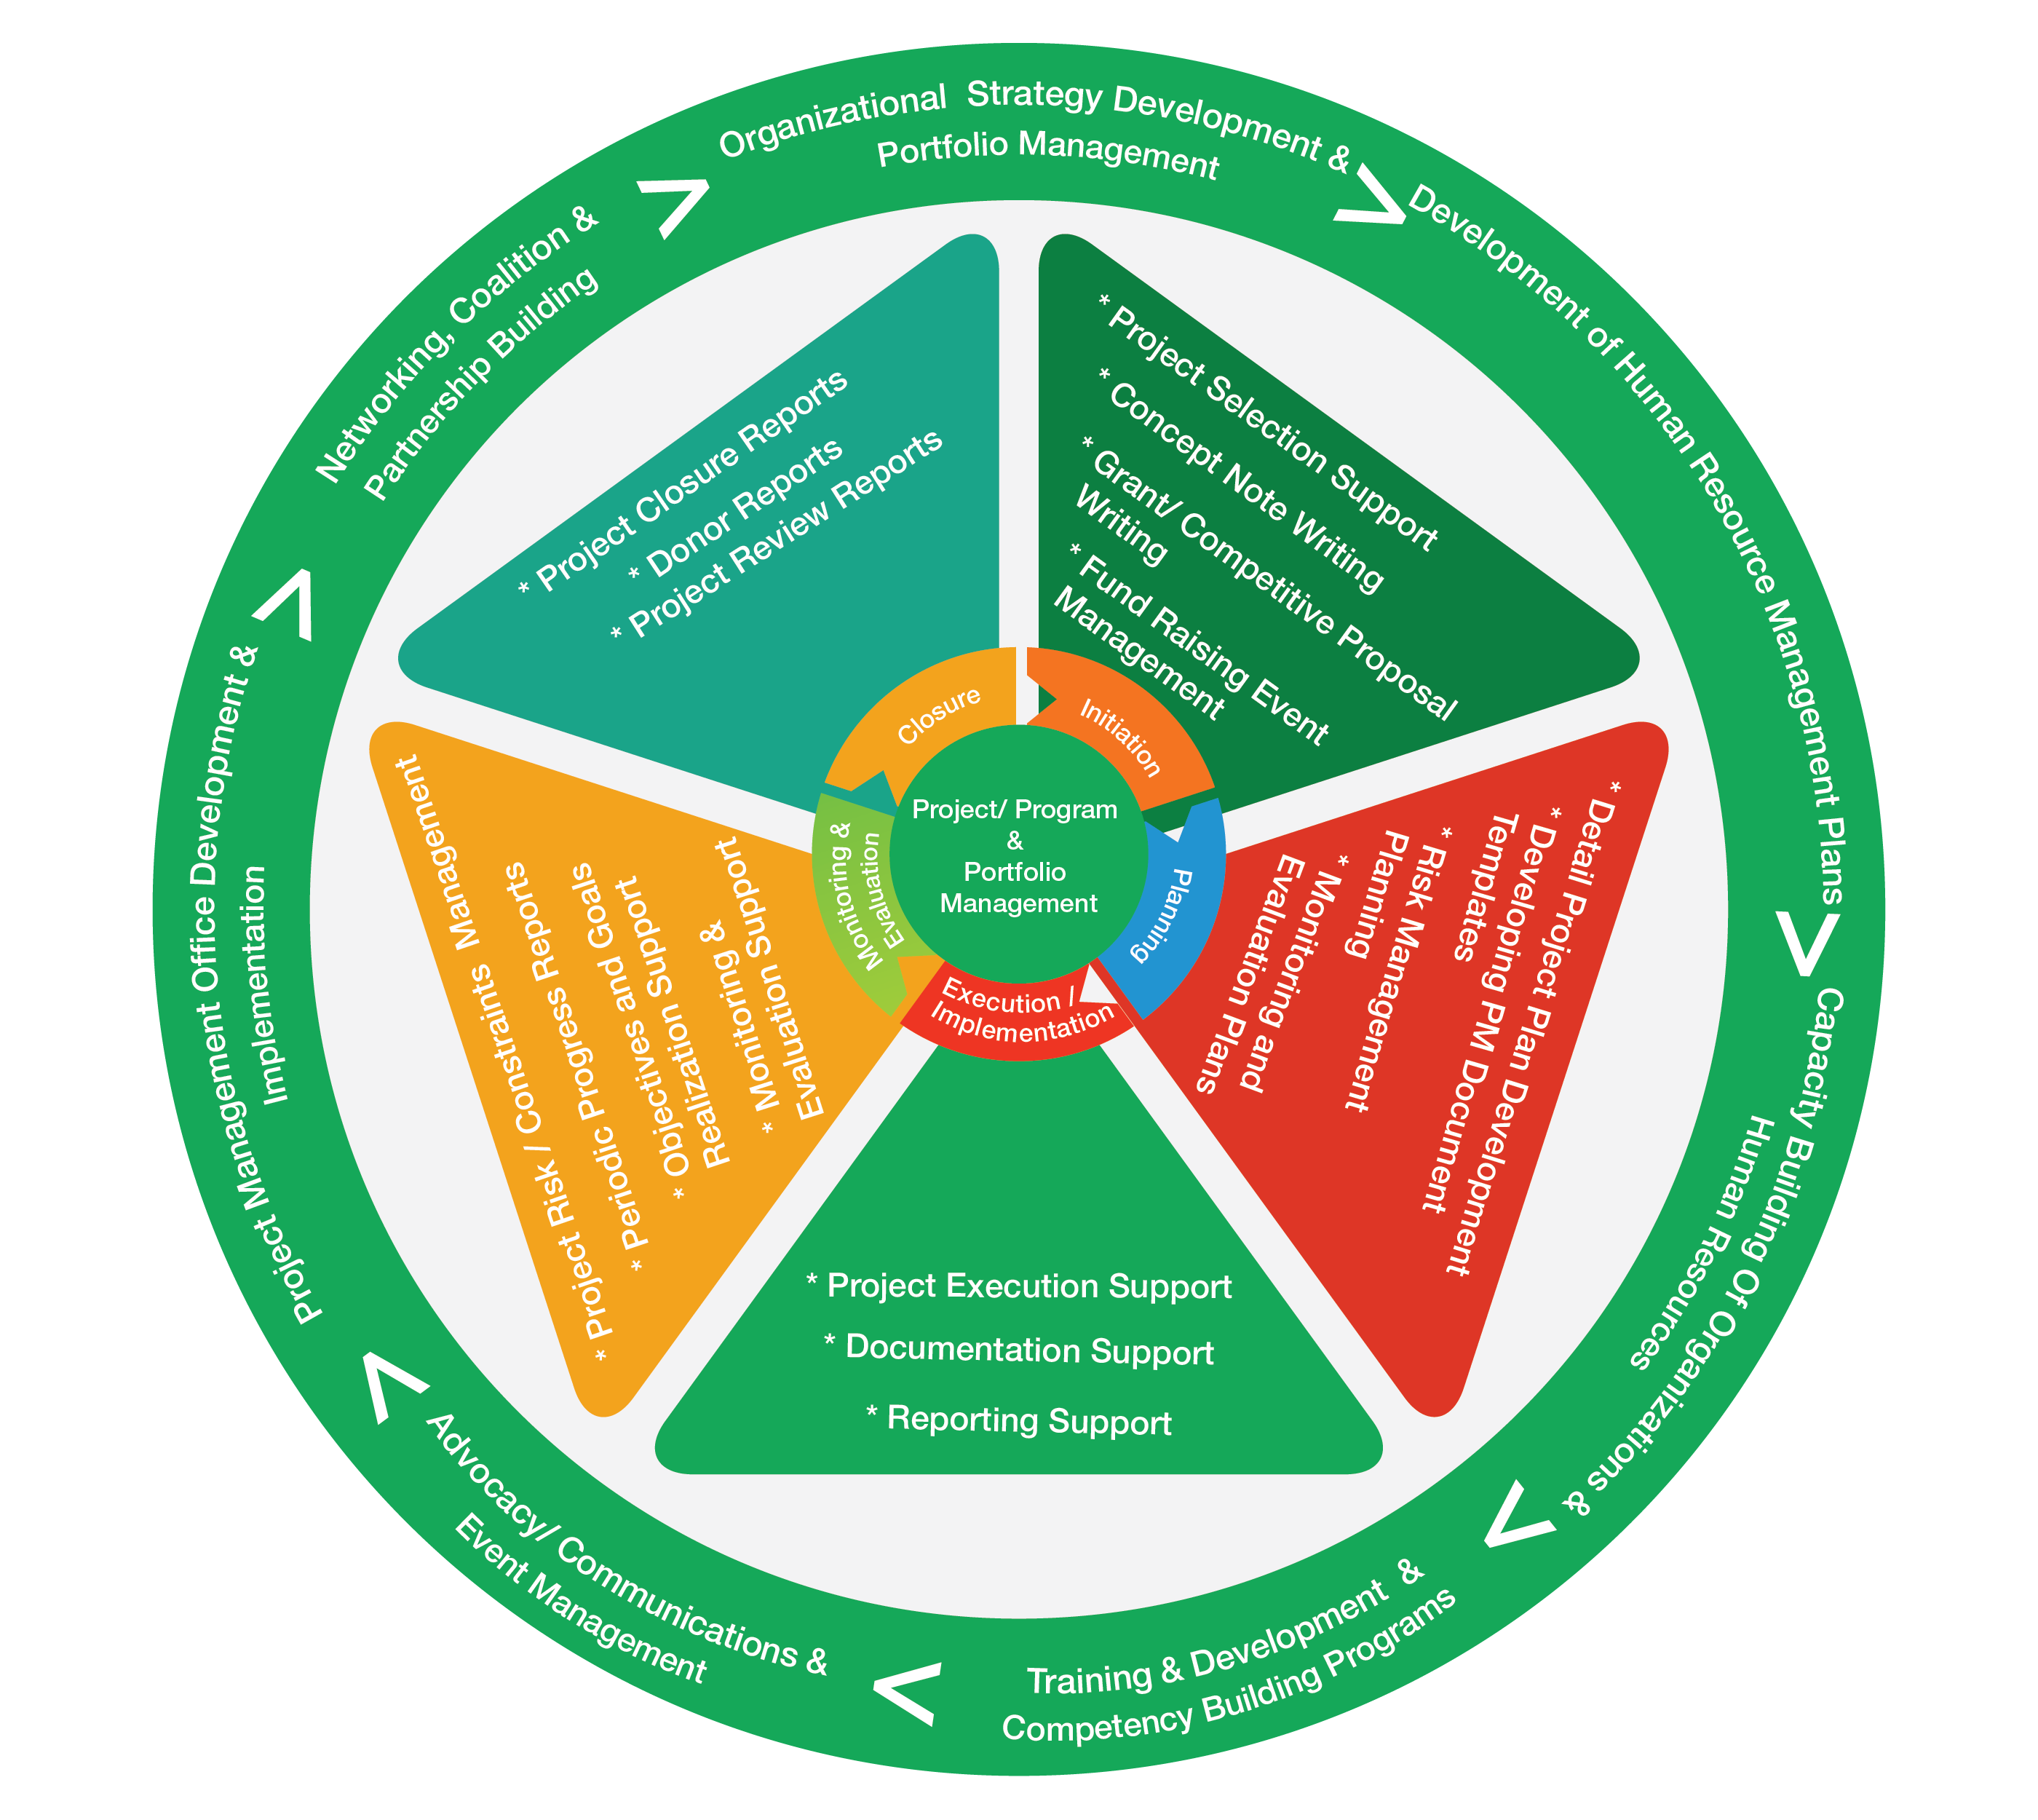 Organizational Strategy Development &
Portfolio Management
>
Development of Human Resource Management Plans
>
Capacity Building Of Organizations &
Human Resources
>
Training & Development &
Competency Building Programs
>
Advocacy/ Communications &
Event Management
>
Project Management Office Development &
Implementation
>
Networking, Coalition &
Partnership Building
>
* Project Selection Support
* Concept Note Writing
* Grant/ Competitive Proposal
Writing
* Fund Raising Event
Management
* Detail Project Plan Development
* Developing PM Document
Templates
* Risk Management
Planning
* Monitoring and
Evaluation Plans
* Project Execution Support
* Documentation Support
* Reporting Support
* Project Risk / Constraints Management
* Periodic Progress Reports
* Objectives and Goals
Realization Support
* Monitoring &
Evaluation Support
* Project Closure Reports
* Donor Reports
* Project Review Reports
Initiation
Planning
Execution /
Implementation
Monitoring &
Evaluation
Closure
Project/ Program
&
Portfolio
Management